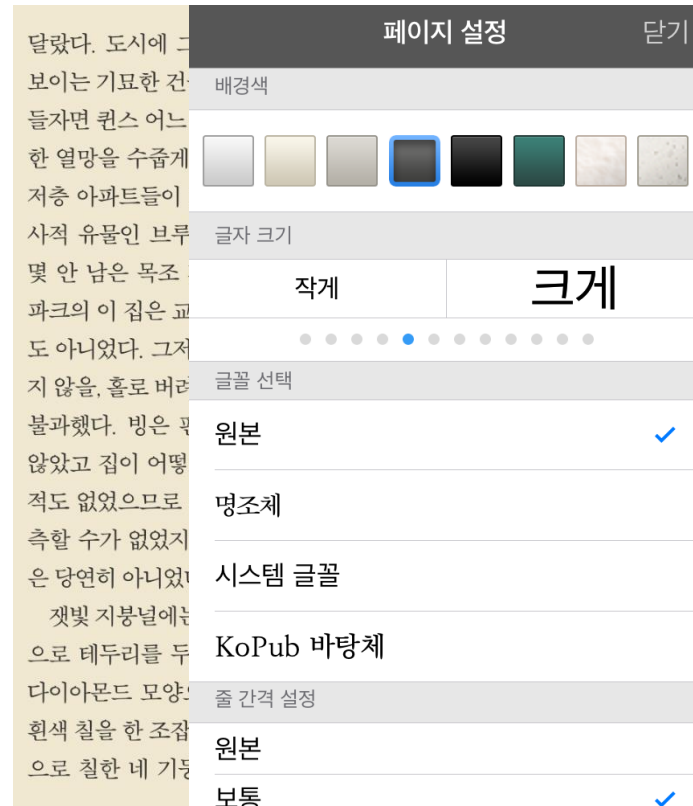 달랐다. 도시에
보이는 기묘한
들자면 퀸스 어느
한 열망을 수줍게
저층 아파트들이
사적 유물인 브루
몇 안 남은 목조
파크의 이 집은
도 아니었다. 그저
지 않을, 홀로 버려
불과했다. 빙은
않았고 집이 어떻
적도 없었으므로
측할 수가 없었지
은 당연히 아니었
잿빛 지붕널에는
으로 테두리를 두
다이아몬드 모양
흰색 칠을 한 조잡
으로 칠한 네 기둥
페이지 설정
닫기
배경색
글자 크기
작게
크게
글꼴 선택
원본
명조체
시스템 글꼴
KoPub 바탕체
줄 간격 설정
원본
보통